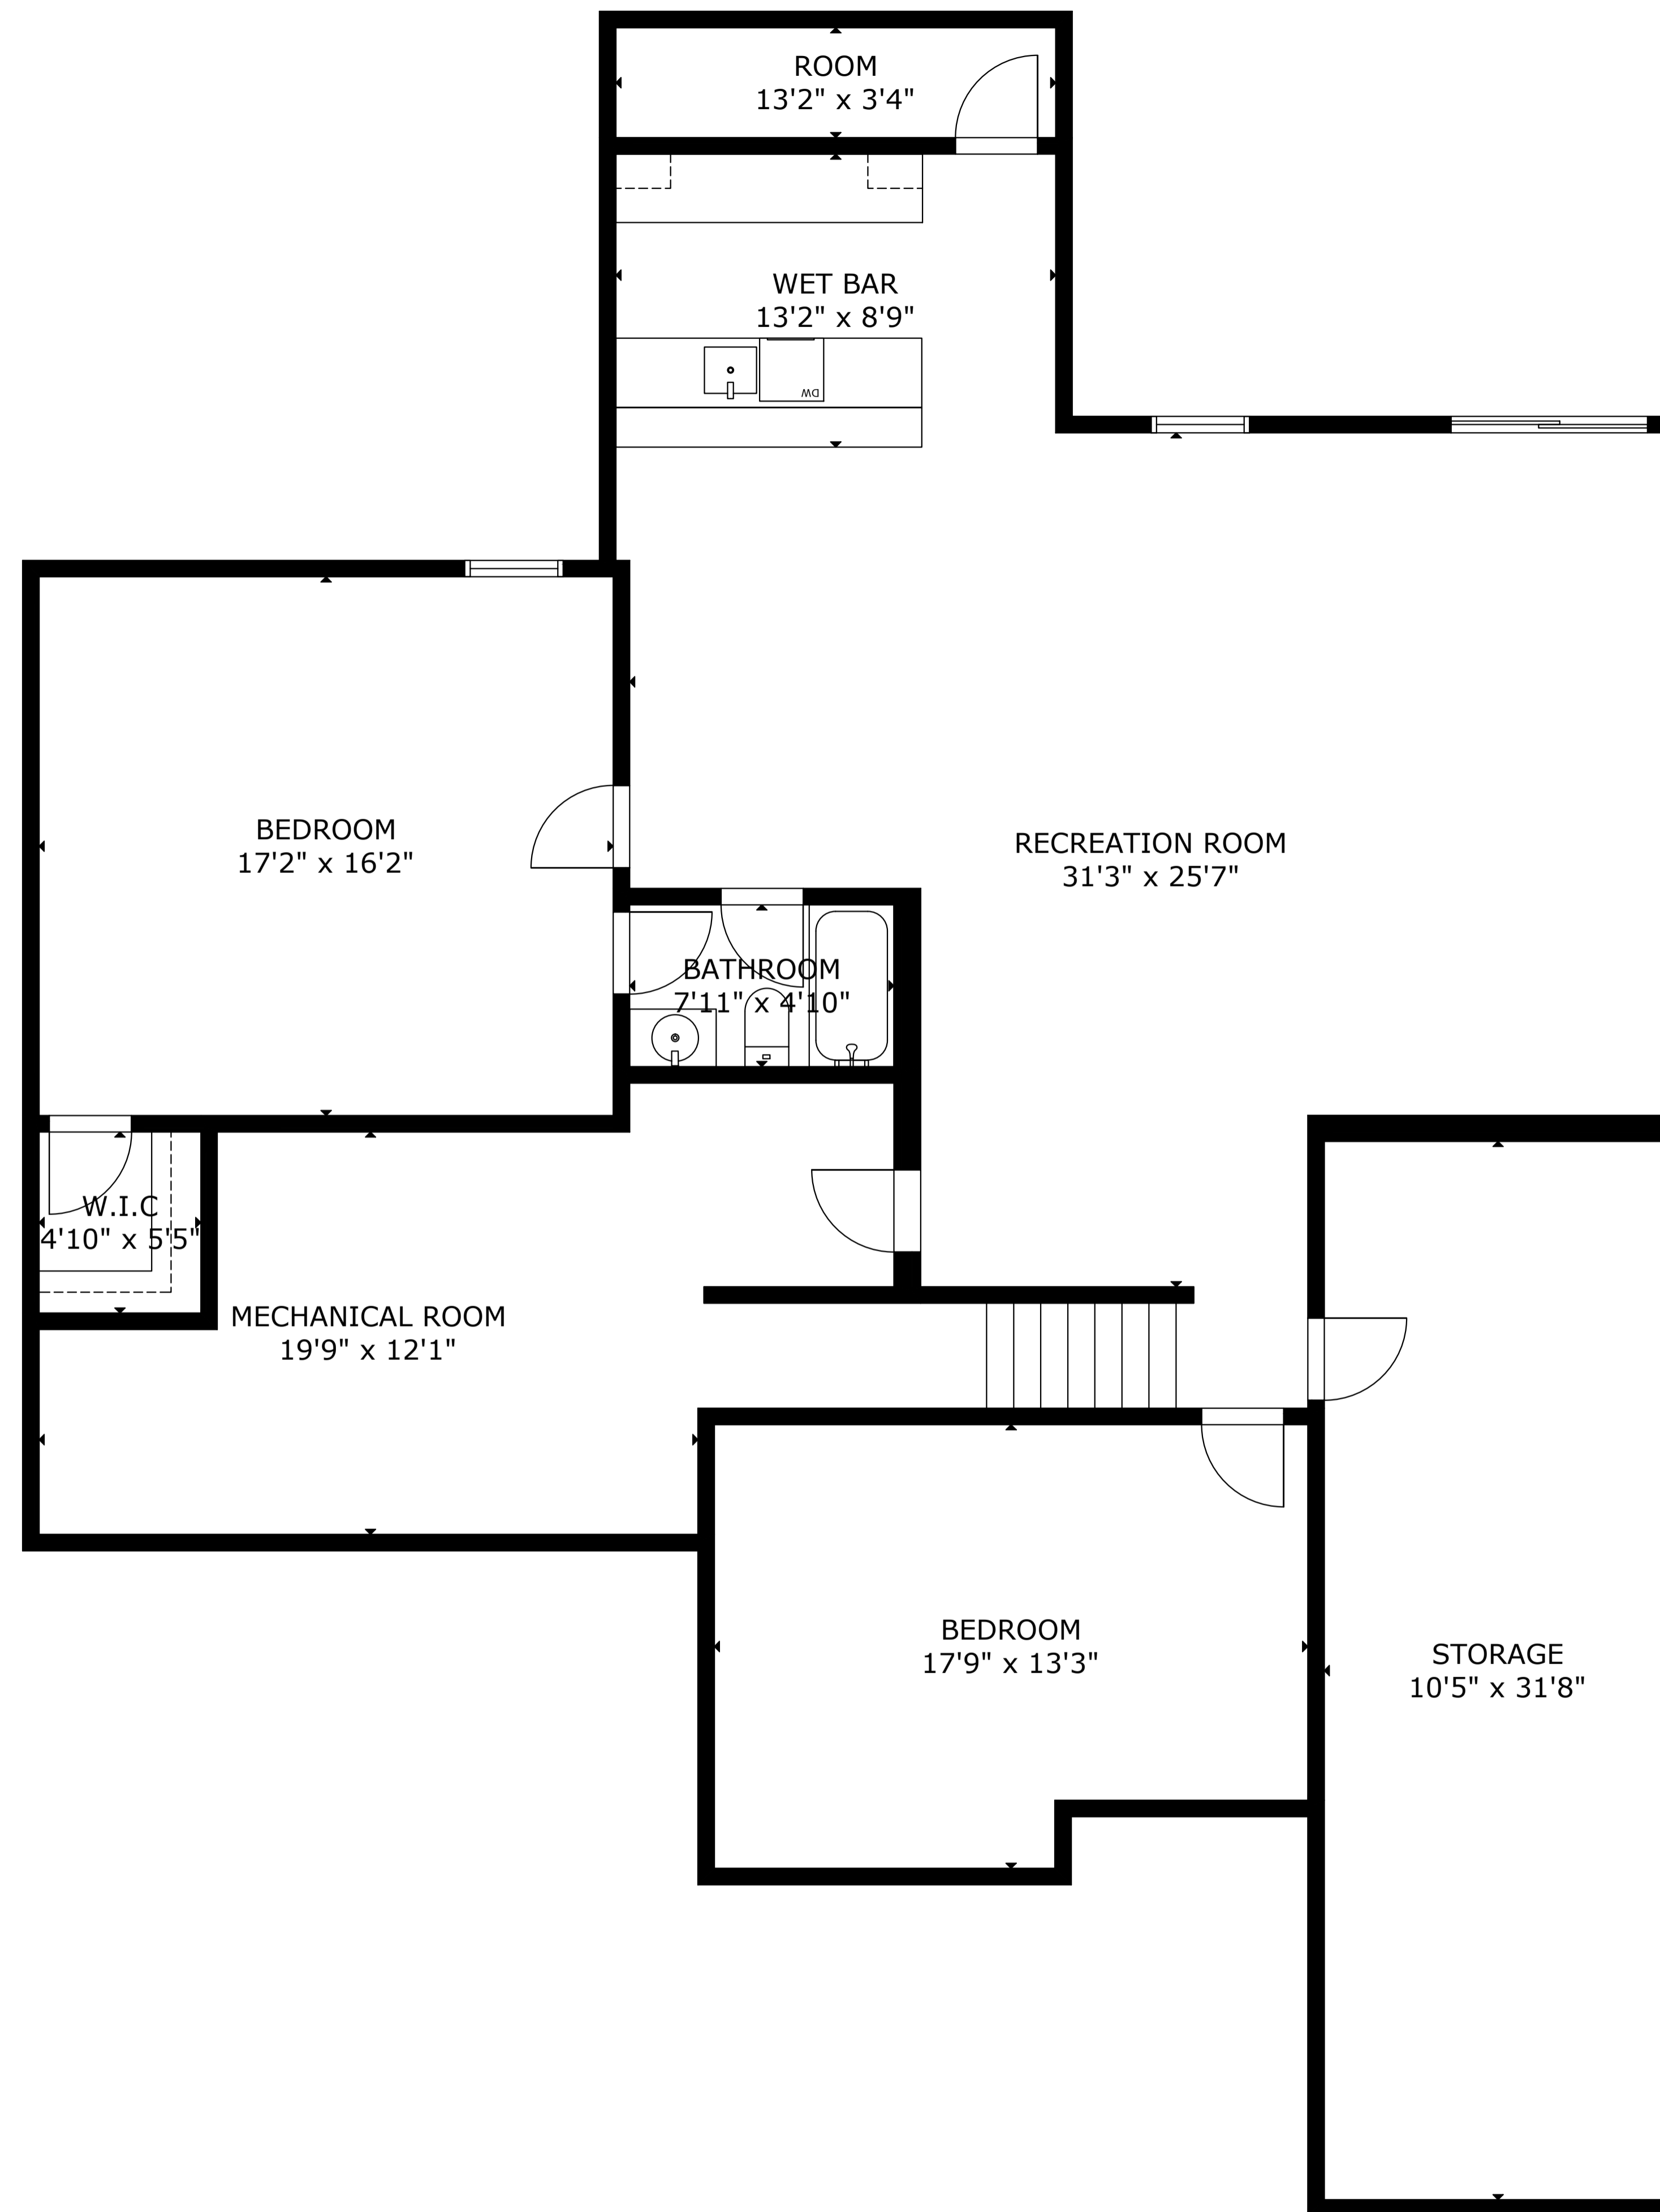 ROOM
13'2" x 3'4"
WET BAR
13'2" x 8'9"
DW
BEDROOM
17'2" x 16'2"
RECREATION ROOM
31'3" x 25'7"
BATHROOM
7'11" x 4'10"
W.I.C
4'10" x 5'5"
MECHANICAL ROOM
19'9" x 12'1"
BEDROOM
17'9" x 13'3"
STORAGE
10'5" x 31'8"